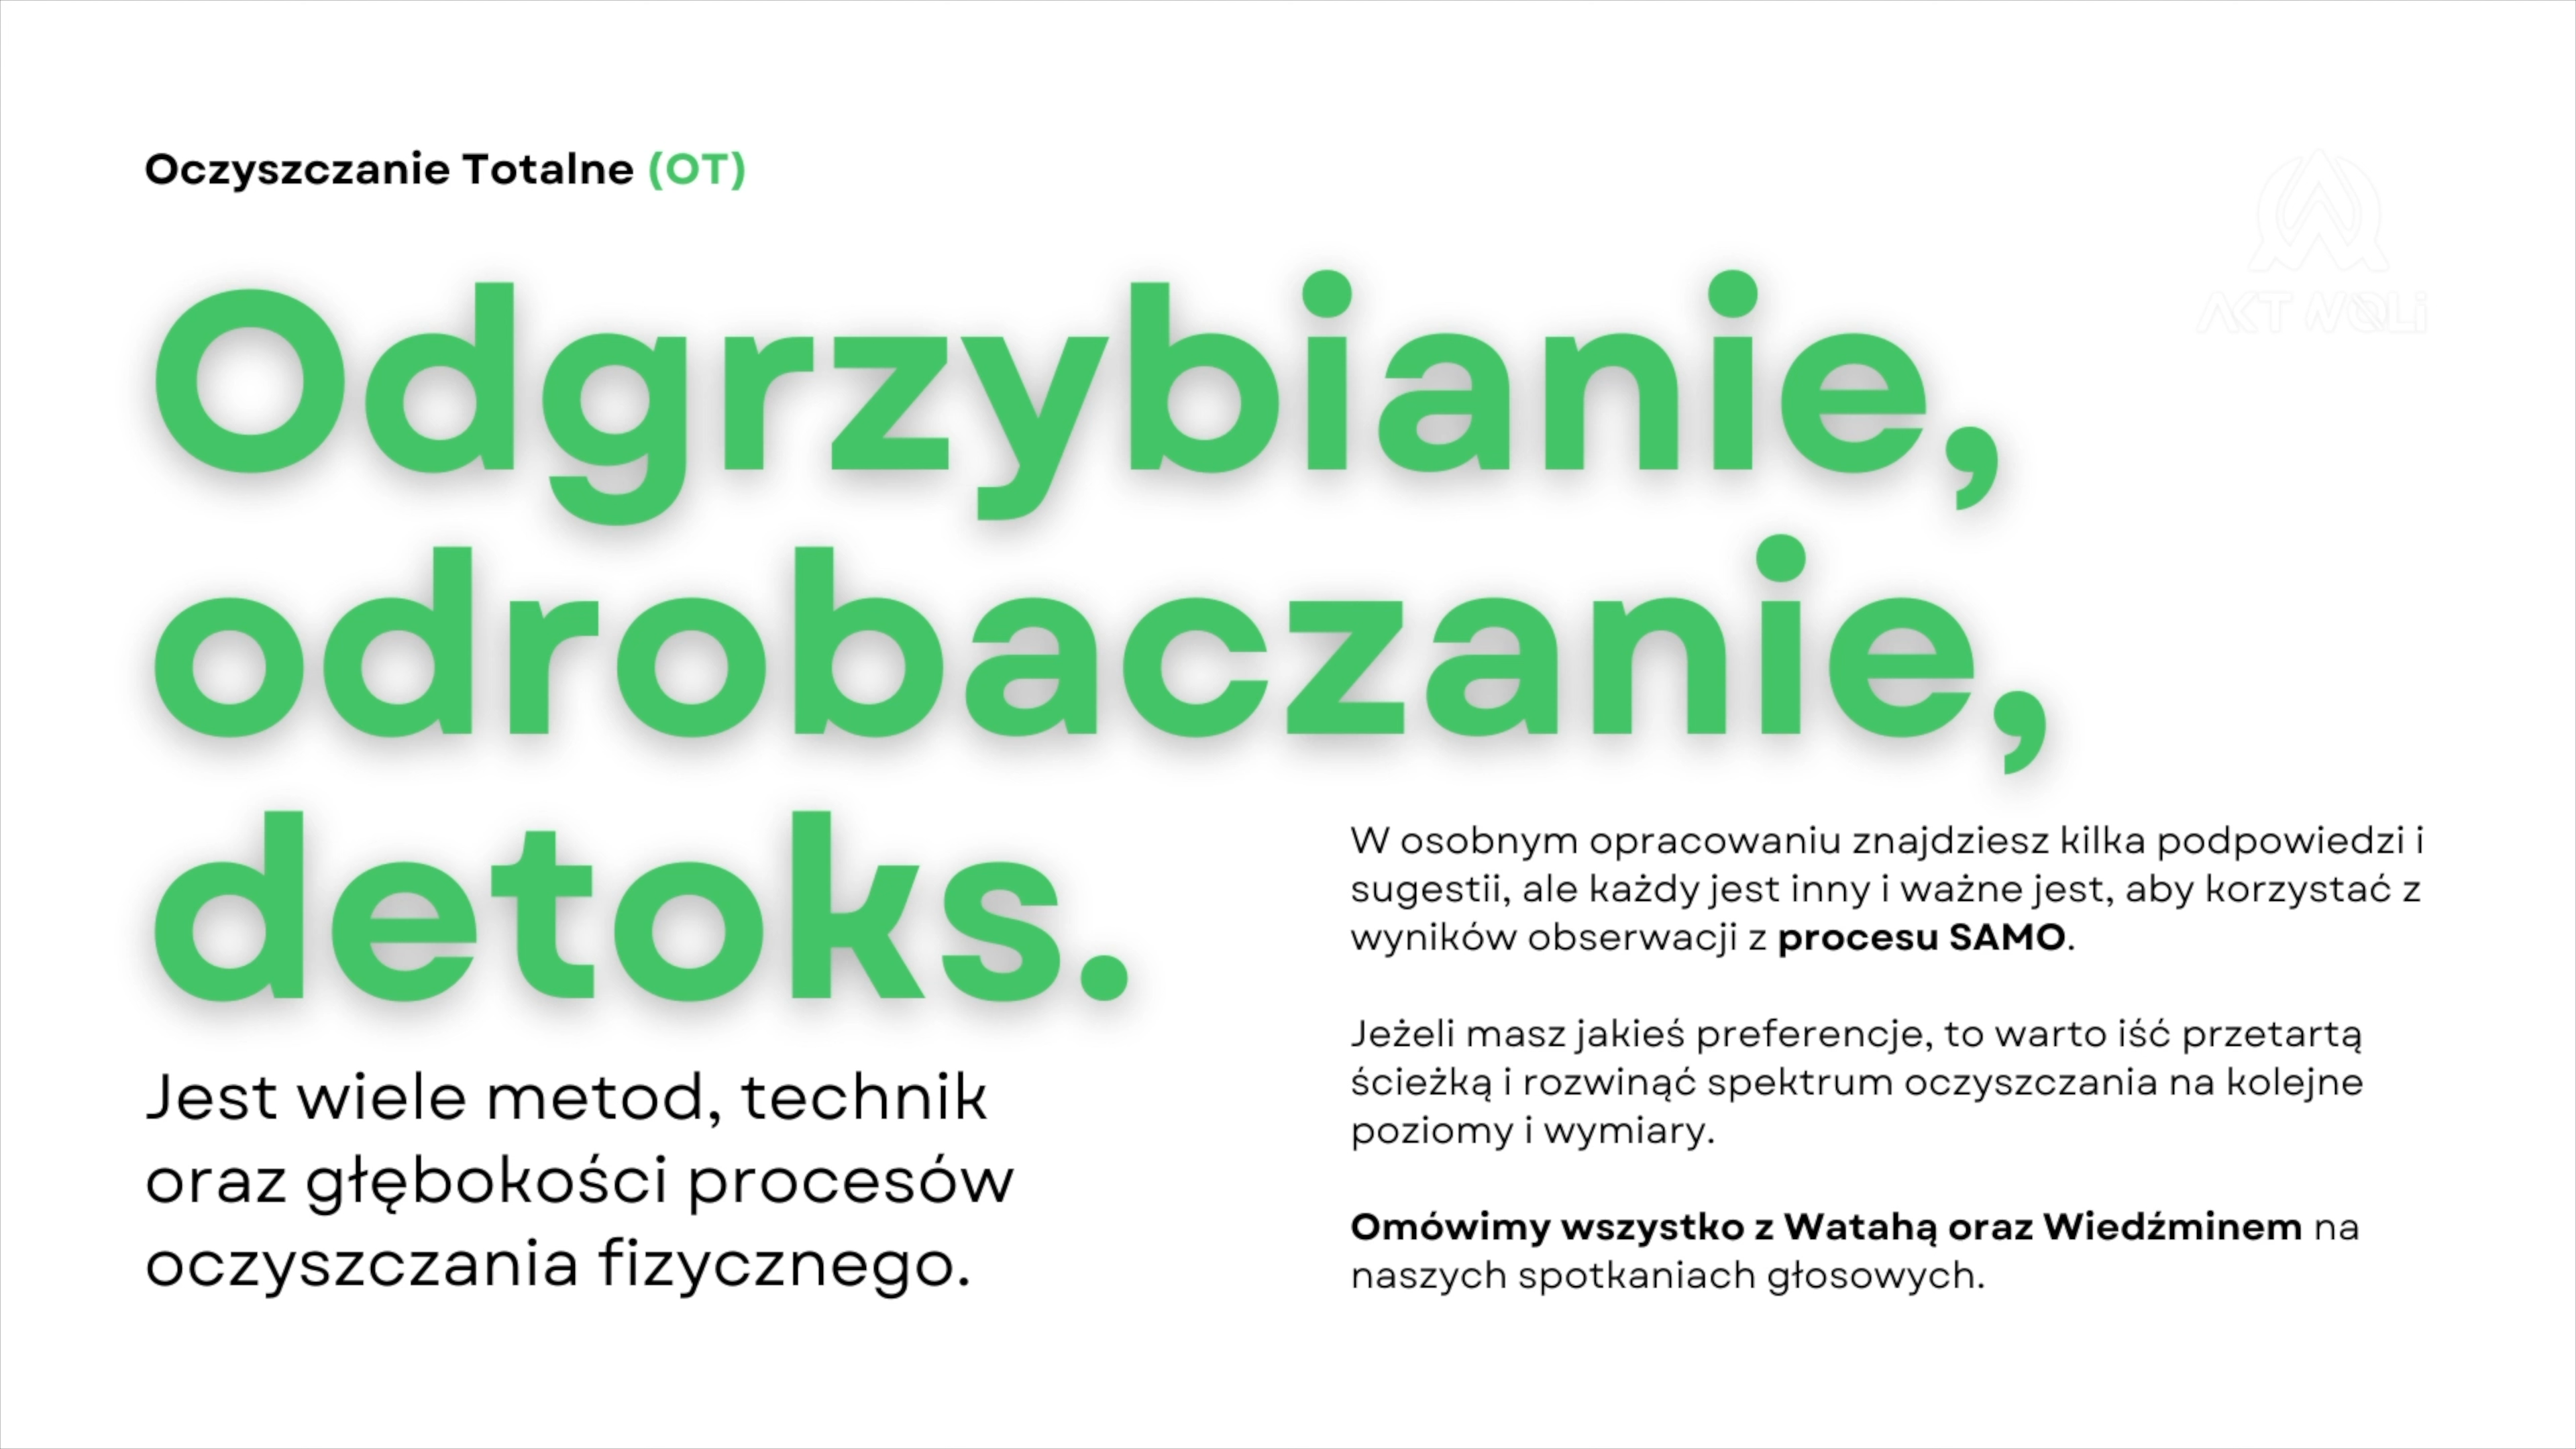 Oczyszczanie Totalne (OT)
AKT WOLi
Odgrzybianie,
odrobaczanie,
detoks.
Jest wiele metod, technik
oraz głębokości procesów
oczyszczania fizycznego.
W osobnym opracowaniu znajdziesz kilka podpowiedzi i
sugestii, ale każdy jest inny i ważne jest, aby korzystać z
wyników obserwacji z procesu SAMO.
Jeżeli masz jakieś preferencje, to warto iść przetartą
ścieżką i rozwinąć spektrum oczyszczania na kolejne
poziomy i wymiary.
Omówimy wszystko z Watahą oraz Wiedźminem na
naszych spotkaniach głosowych.